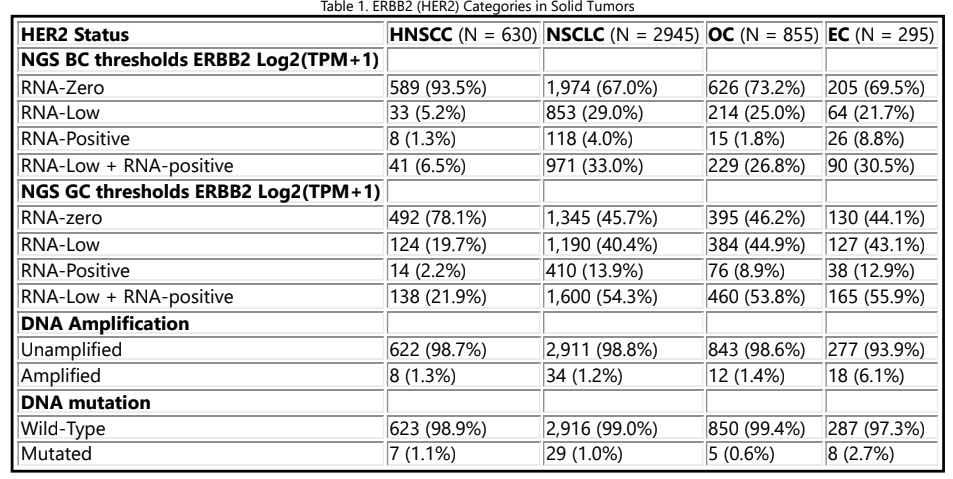 Table 1. ERBB2 (HER2) Categories in Solid Tumors
HER2 Status HNSCC (N = 630) NSCLC (N = 2945) OC (N = 855) EC (N = 295)
NGS BC thresholds ERBB2 Log2(TPM+1)
RNA-Zero 589 (93.5%) 1,974 (67.0%) 626 (73.2%) 205 (69.5%)
RNA-Low 33 (5.2%) 853 (29.0%) 214 (25.0%) 64 (21.7%)
RNA-Positive 8 (1.3%) 118 (4.0%) 15 (1.8%) 26 (8.8%)
RNA-Low + RNA-positive 41 (6.5%) 971 (33.0%) 229 (26.8%) 90 (30.5%)
NGS GC thresholds ERBB2 Log2(TPM+1)
RNA-zero 492 (78.1%) 1,345 (45.7%) 395 (46.2%) 130 (44.1%)
RNA-Low 124 (19.7%) 1,190 (40.4%) 384 (44.9%) 127 (43.1%)
RNA-Positive 14 (2.2%) 410 (13.9%) 76 (8.9%) 38 (12.9%)
RNA-Low + RNA-positive 138 (21.9%) 1,600 (54.3%) 460 (53.8%) 165 (55.9%)
DNA Amplification
Unamplified 622 (98.7%) 2,911 (98.8%) 843 (98.6%) 277 (93.9%)
Amplified 8 (1.3%) 34 (1.2%) 12 (1.4%) 18 (6.1%)
DNA mutation
Wild-Type 623 (98.9%) 2,916 (99.0%) 850 (99.4%) 287 (97.3%)
Mutated 7 (1.1%) 29 (1.0%) 5 (0.6%) 8 (2.7%)